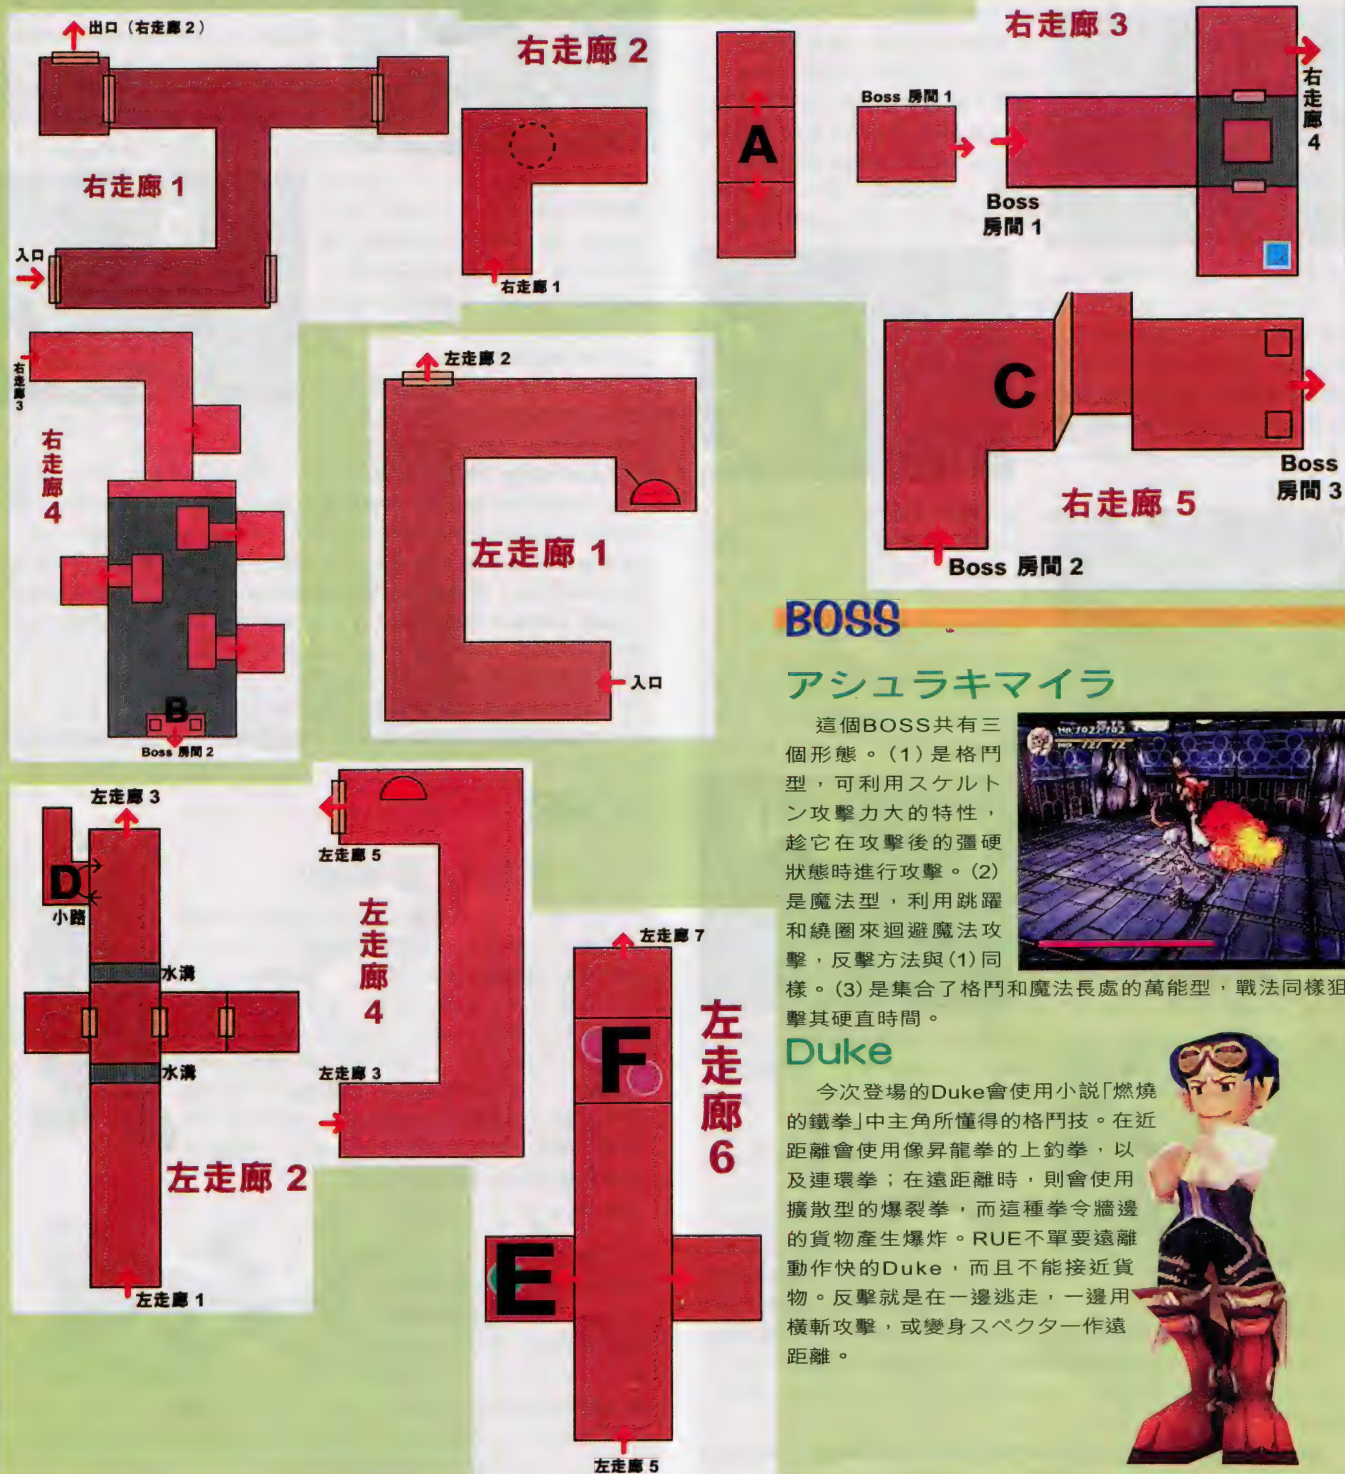 出口（右走廊 2）
右走廊 1
入口
右走廊 2
右走廊 1
A
右走廊 3
Boss 房間 1
Boss
房間 1
右走廊 4
右走廊 3
右走廊 4
B
Boss 房間 2
左走廊 2
左走廊 1
入口
C
右走廊 5
Boss 房間 2
Boss
房間 3
左走廊 3
D
小路
水溝
水溝
左走廊 2
左走廊 1
左走廊 5
左走廊 4
左走廊 3
左走廊 7
F
左走廊 6
E
左走廊 5
BOSS
アシュラキマイラ
這個BOSS共有三
個形態。(1)是格鬥
型，可利用スケルト
ン攻擊力大的特性，
趁它在攻擊後的彊硬
狀態時進行攻擊。(2)
是魔法型，利用跳躍
和繞圈來迴避魔法攻
擊，反擊方法與(1)同
樣。(3)是集合了格鬥和魔法長處的萬能型，戰法同樣狙
擊其硬直時間。
Duke
今次登場的Duke會使用小説「燃燒
的鐵拳」中主角所懂得的格鬥技。在近
距離會使用像昇龍拳的上釣拳，以
及連環拳；在遠距離時，則會使用
擴散型的爆裂拳，而這種拳令牆邊
的貨物產生爆炸。RUE不單要遠離
動作快的Duke，而且不能接近貨
物。反擊就是在一邊逃走，一邊用
橫斬攻擊，或變身スペクター作遠
距離。